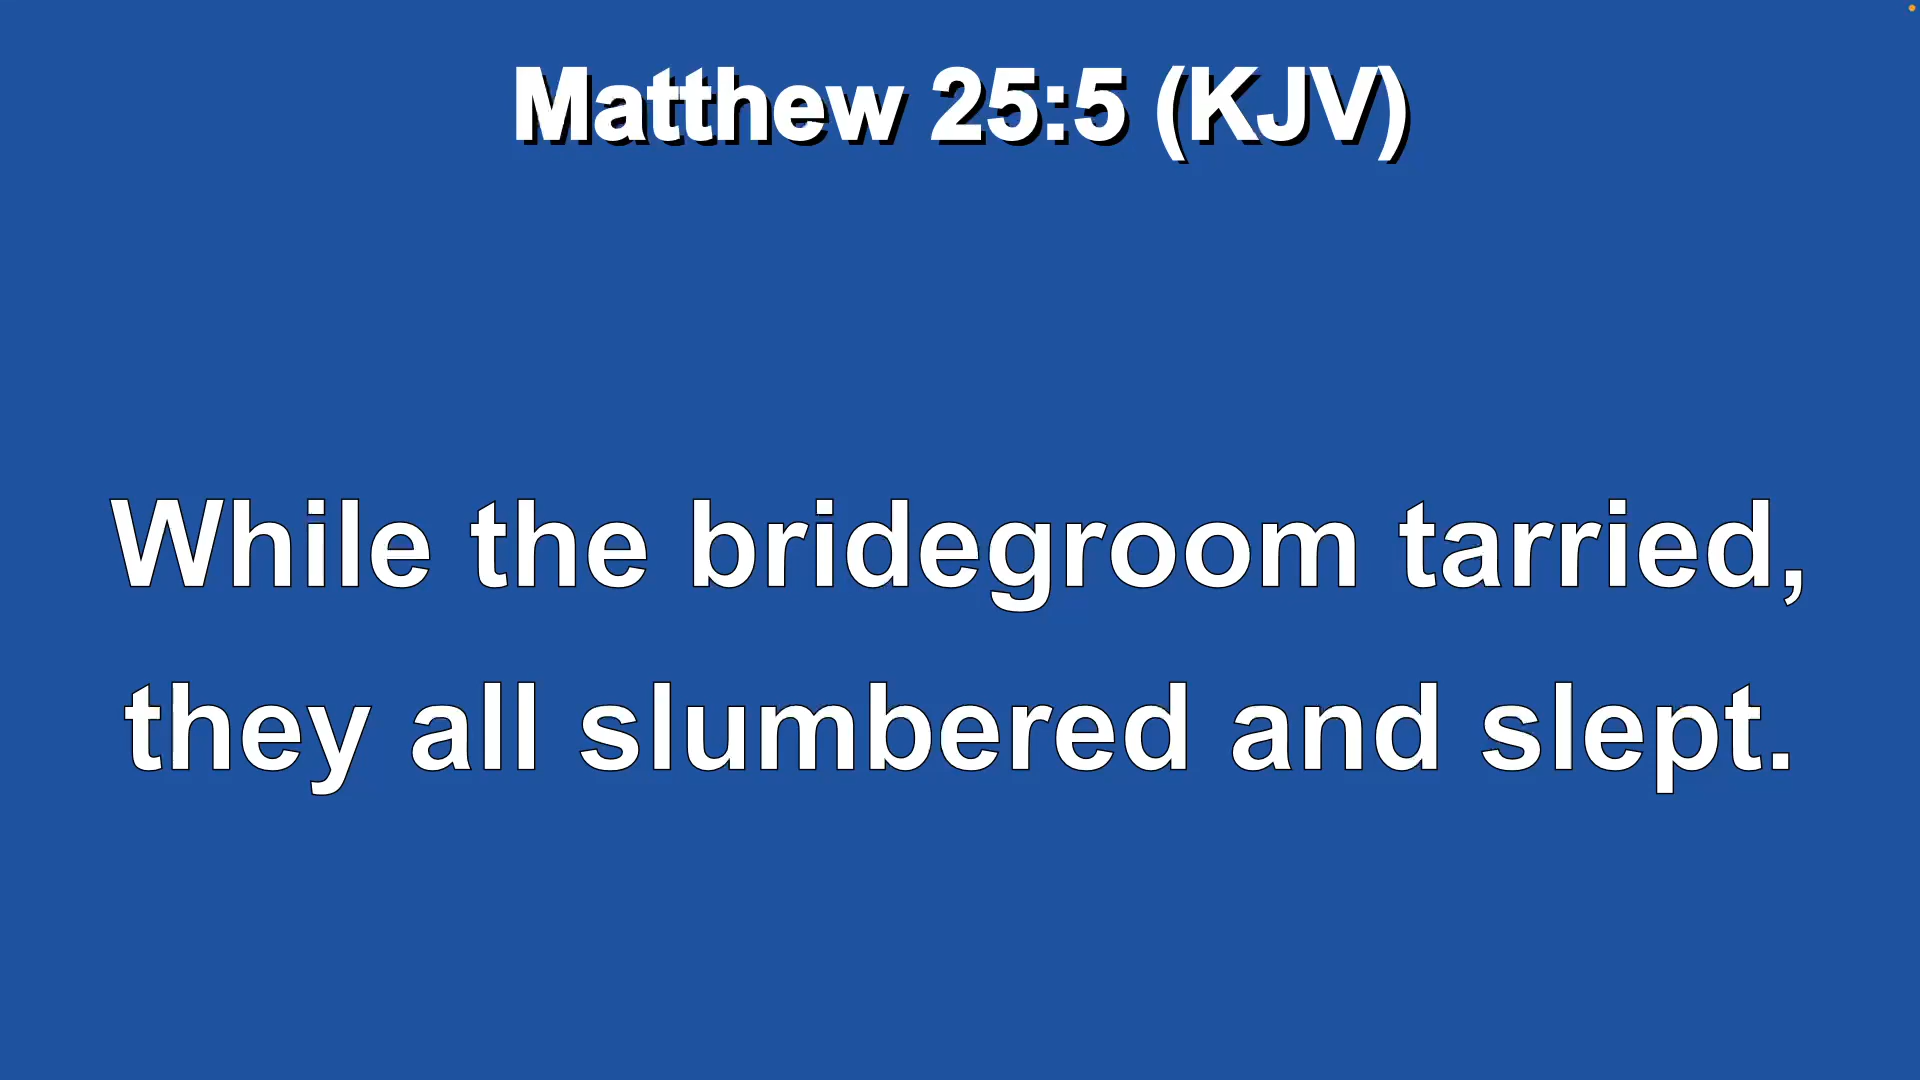 Matthew 25:5 (KJV)
While the bridegroom tarried,
they all slumbered and slept.